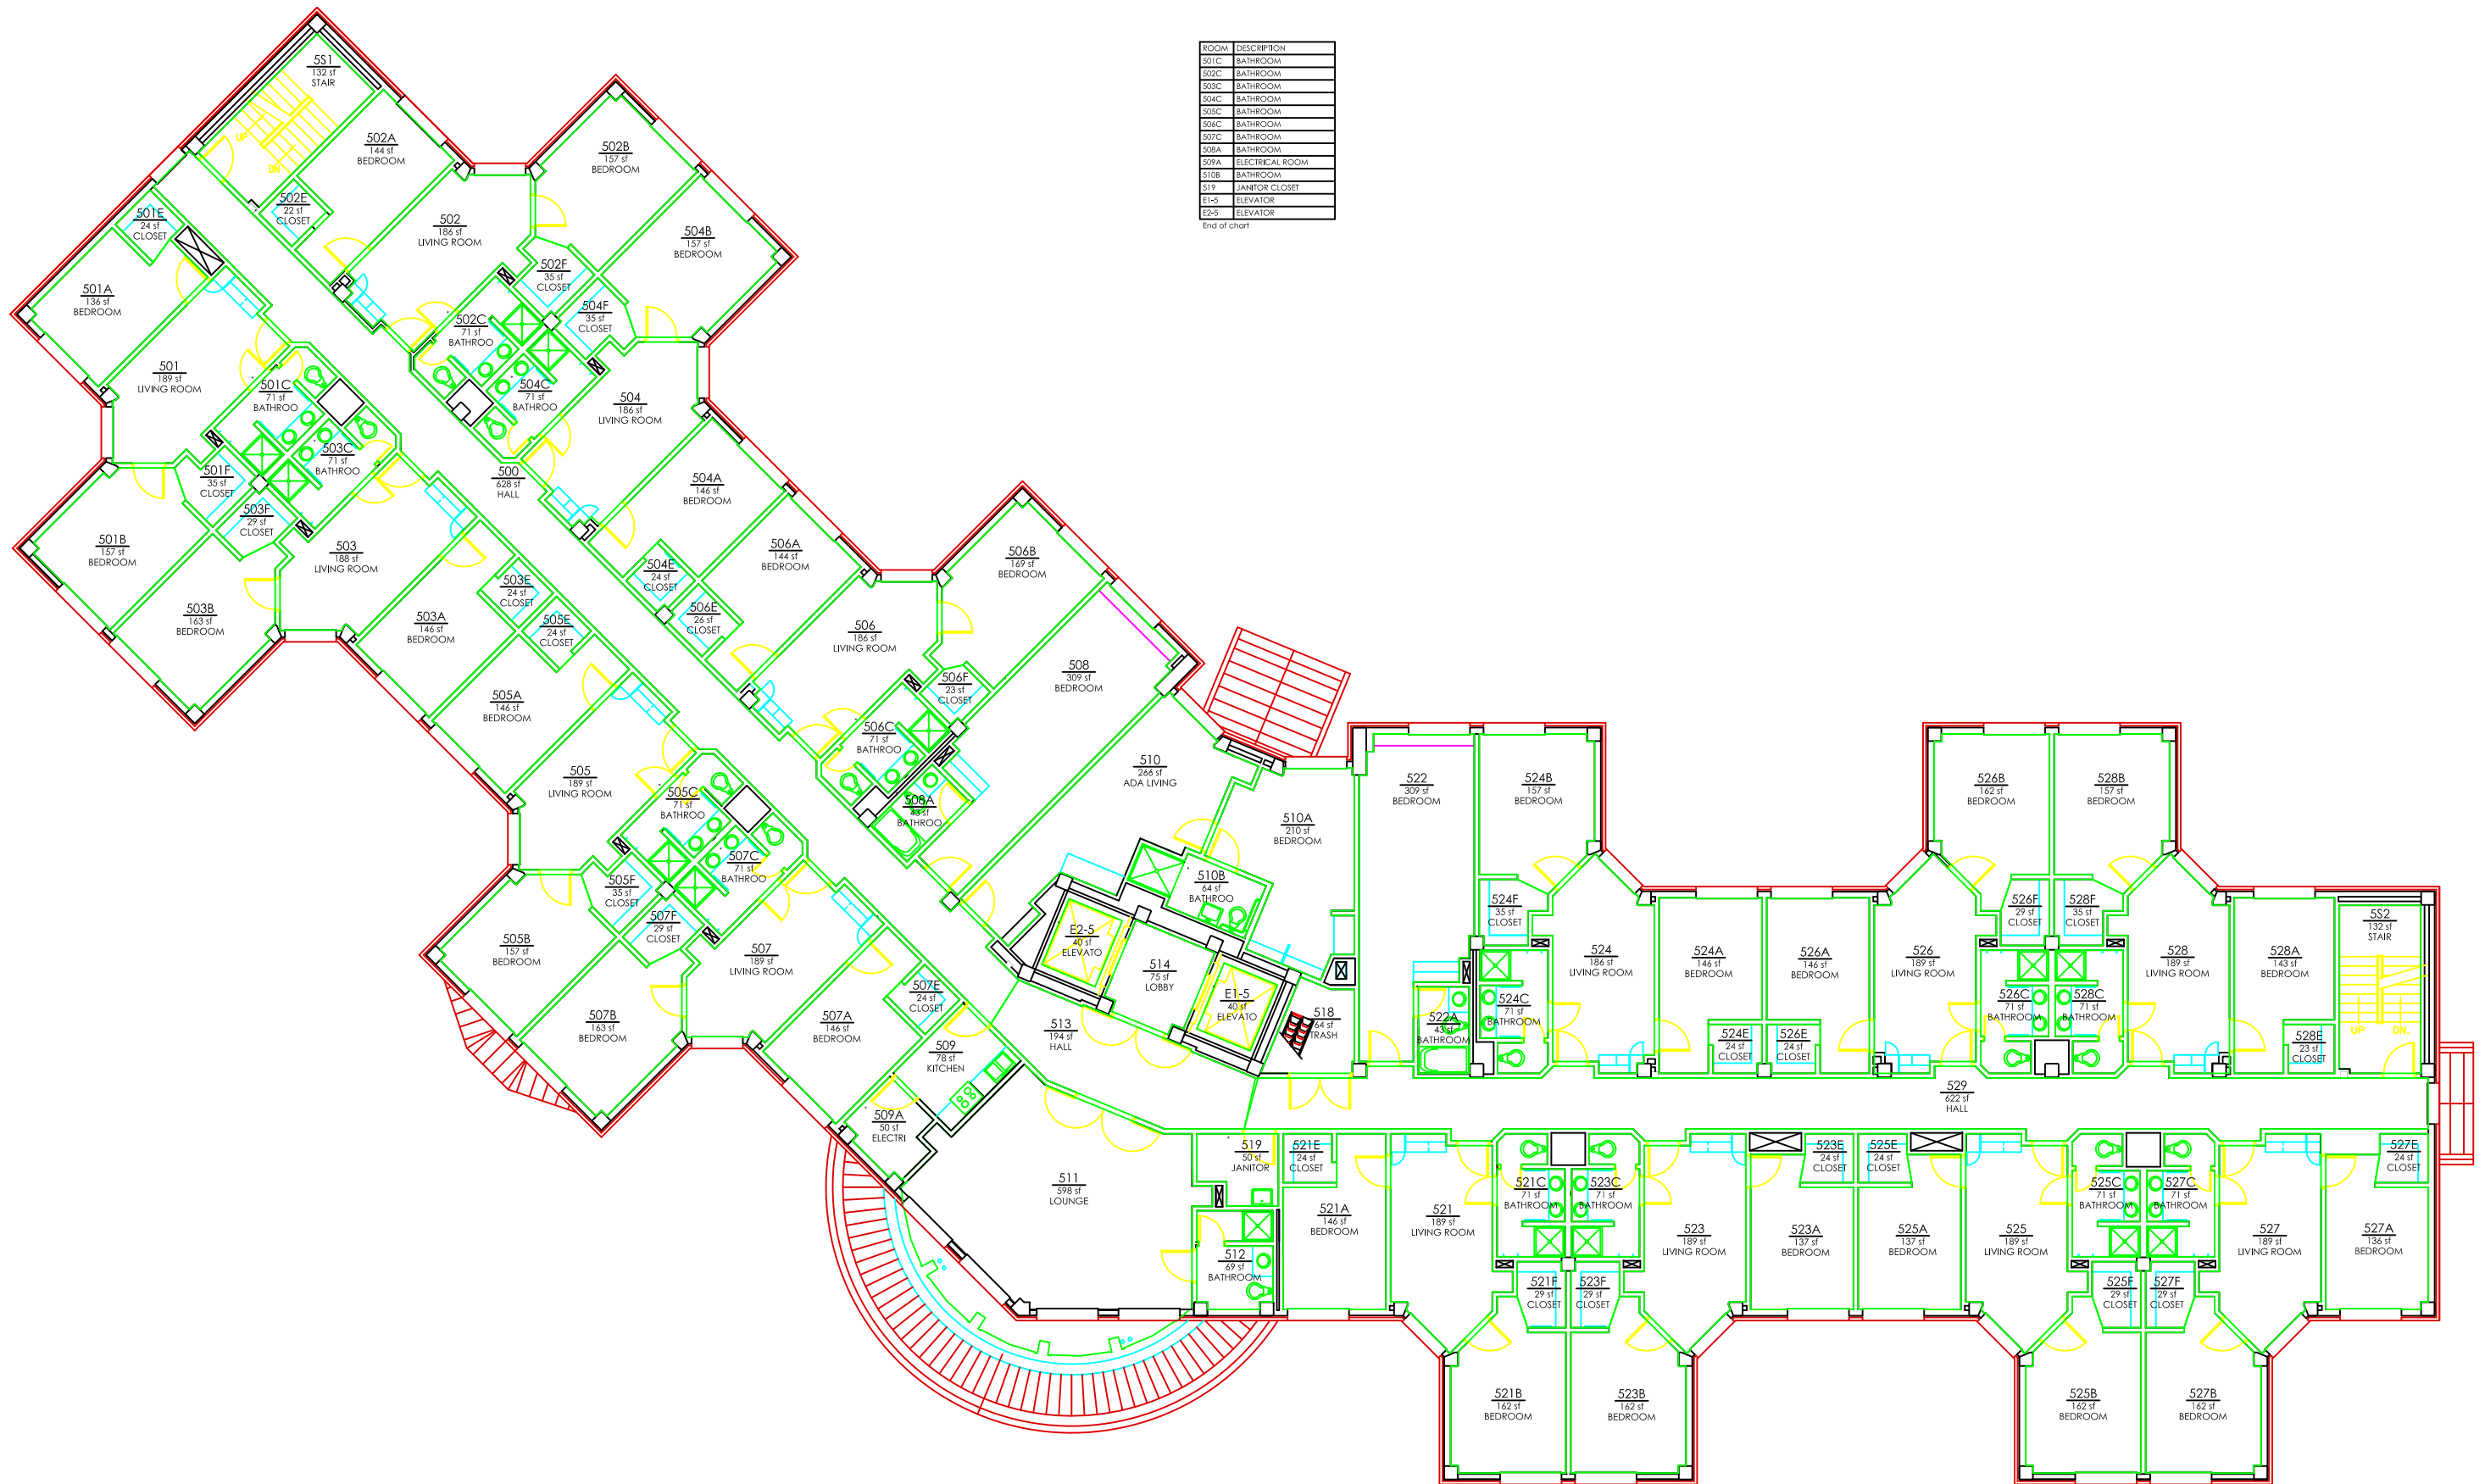 ROOM DESCRIPTION
501C BATHROOM
502C BATHROOM
503C BATHROOM
504C BATHROOM
505C BATHROOM
506C BATHROOM
507C BATHROOM
508A BATHROOM
509A ELECTRICAL ROOM
510B BATHROOM
519 JANITOR CLOSET
E1-5 ELEVATOR
E2-5 ELEVATOR
End of chart
5S1
132 sf
STAIR
UP
DN
502A
144 sf
BEDROOM
502B
157 sf
BEDROOM
502E
22 sf
CLOSET
502
186 sf
LIVING ROOM
501E
24 sf
CLOSET
504B
157 sf
BEDROOM
502F
35 sf
CLOSET
501A
136 sf
BEDROOM
504F
35 sf
CLOSET
502C
71 sf
BATHROO
501
189 sf
LIVING ROOM
501C
71 sf
BATHROO
504C
71 sf
BATHROO
504
186 sf
LIVING ROOM
503C
71 sf
BATHROO
501F
35 sf
CLOSET
500
628 sf
HALL
504A
146 sf
BEDROOM
503F
29 sf
CLOSET
501B
157 sf
BEDROOM
503
188 sf
LIVING ROOM
506A
144 sf
BEDROOM
506B
169 sf
BEDROOM
504E
24 sf
CLOSET
503E
24 sf
CLOSET
503B
163 sf
BEDROOM
503A
146 sf
BEDROOM
505E
24 sf
CLOSET
506E
26 sf
CLOSET
506
186 sf
LIVING ROOM
508
309 sf
BEDROOM
506F
23 sf
CLOSET
505A
146 sf
BEDROOM
506C
71 sf
BATHROO
510
266 sf
ADA LIVING
505
189 sf
LIVING ROOM
505C
71 sf
BATHROO
508A
43 sf
BATHROO
510A
210 sf
BEDROOM
522
309 sf
BEDROOM
524B
157 sf
BEDROOM
526B
162 sf
BEDROOM
528B
157 sf
BEDROOM
507C
71 sf
BATHROO
505F
35 sf
CLOSET
510B
64 sf
BATHROO
507F
29 sf
CLOSET
524F
35 sf
CLOSET
526F
29 sf
CLOSET
528F
35 sf
CLOSET
5S2
132 sf
STAIR
505B
157 sf
BEDROOM
507
189 sf
LIVING ROOM
E2-5
40 sf
ELEVATO
514
75 sf
LOBBY
524
186 sf
LIVING ROOM
524A
146 sf
BEDROOM
526A
146 sf
BEDROOM
526
189 sf
LIVING ROOM
528
189 sf
LIVING ROOM
528A
143 sf
BEDROOM
507E
24 sf
CLOSET
E1-5
40 sf
ELEVATO
524C
71 sf
BATHROOM
526C
71 sf
BATHROOM
528C
71 sf
BATHROOM
507B
163 sf
BEDROOM
507A
146 sf
BEDROOM
513
194 sf
HALL
518
64 sf
TRASH
522A
43 sf
BATHROOM
UP
DN.
509
78 sf
KITCHEN
524E
24 sf
CLOSET
526E
24 sf
CLOSET
528E
23 sf
CLOSET
529
622 sf
HALL
509A
50 sf
ELECTRI
519
50 sf
JANITOR
521E
24 sf
CLOSET
523E
24 sf
CLOSET
525E
24 sf
CLOSET
527E
24 sf
CLOSET
511
598 sf
LOUNGE
521C
71 sf
BATHROOM
523C
71 sf
BATHROOM
525C
71 sf
BATHROOM
527C
71 sf
BATHROOM
521A
146 sf
BEDROOM
521
189 sf
LIVING ROOM
523
189 sf
LIVING ROOM
523A
137 sf
BEDROOM
525A
137 sf
BEDROOM
525
189 sf
LIVING ROOM
527
189 sf
LIVING ROOM
527A
136 sf
BEDROOM
512
69 sf
BATHROOM
521F
29 sf
CLOSET
523F
29 sf
CLOSET
525F
29 sf
CLOSET
527F
29 sf
CLOSET
521B
162 sf
BEDROOM
523B
162 sf
BEDROOM
525B
162 sf
BEDROOM
527B
162 sf
BEDROOM